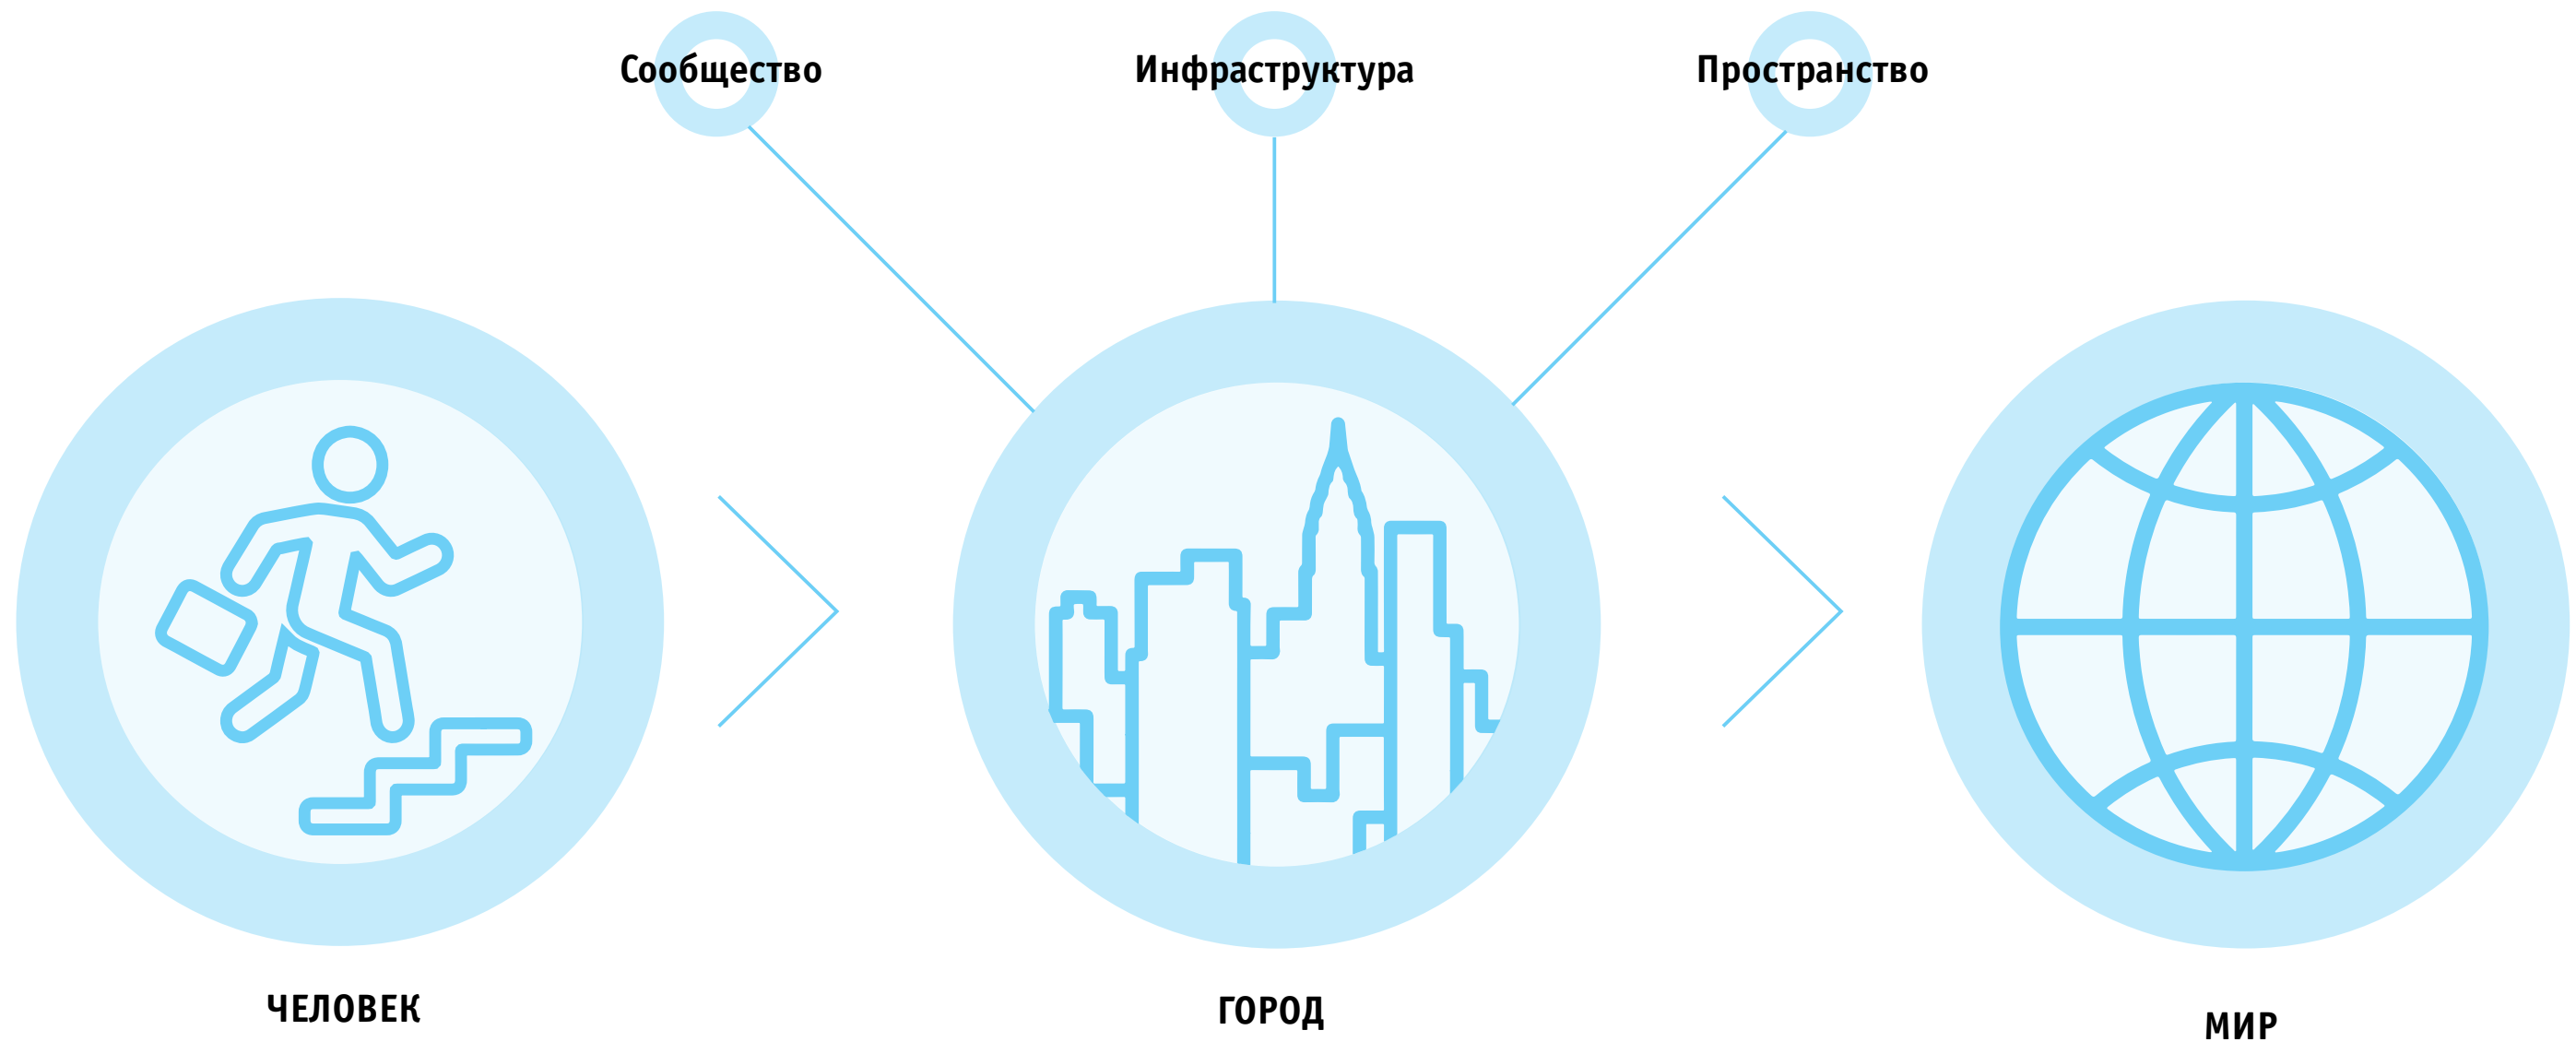 Сообщество
Инфраструктура
Пространство
ЧЕЛОВЕК
ГОРОД
МИР